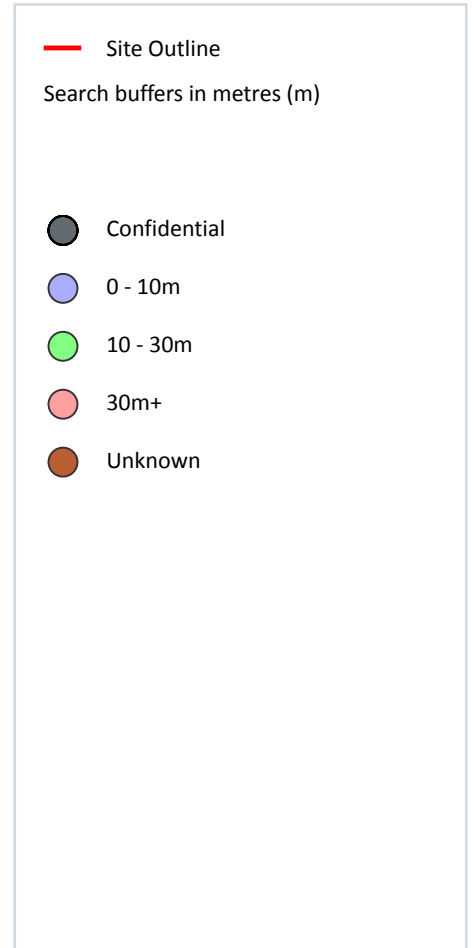 Site Outline
Search buffers in metres (m)
Confidential
0 - 10m
10 - 30m
30m+
Unknown